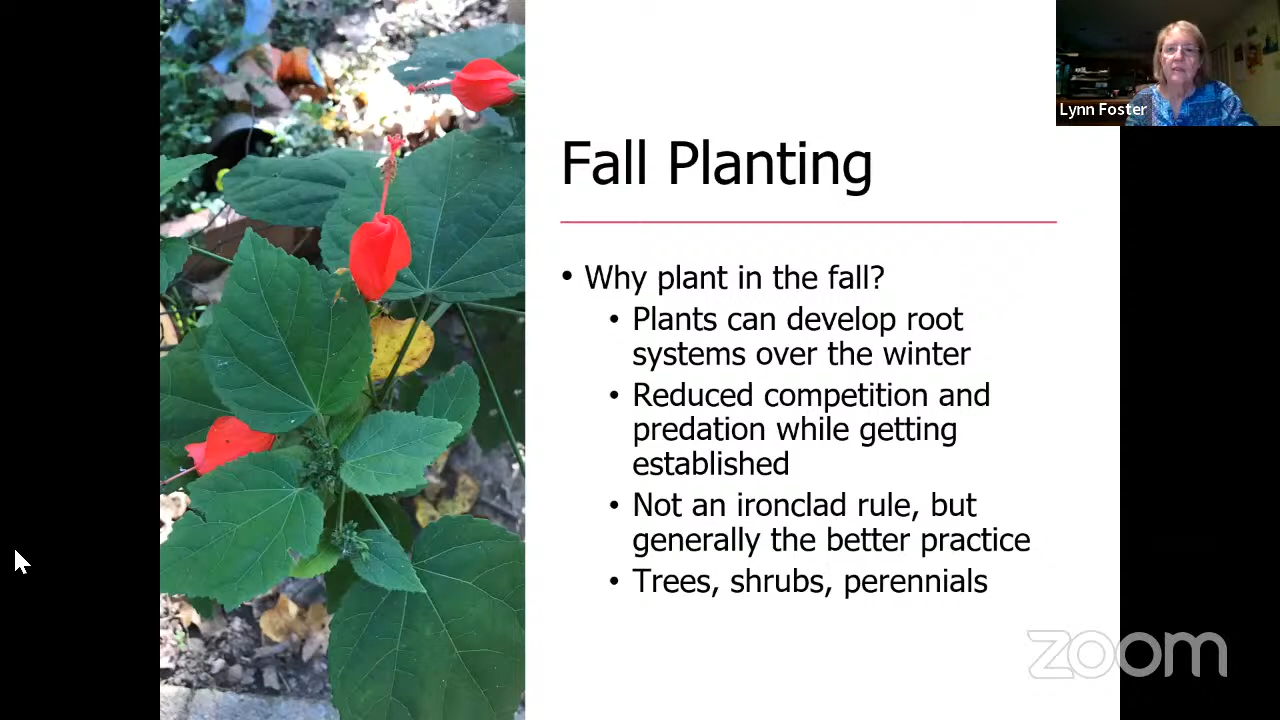 Lynn Foster
Fall Planting
• Why plant in the fall?
• Plants can develop root
systems over the winter
• Reduced competition and
predation while getting
established
• Not an ironclad rule, but
generally the better practice
• Trees, shrubs, perennials
zoom